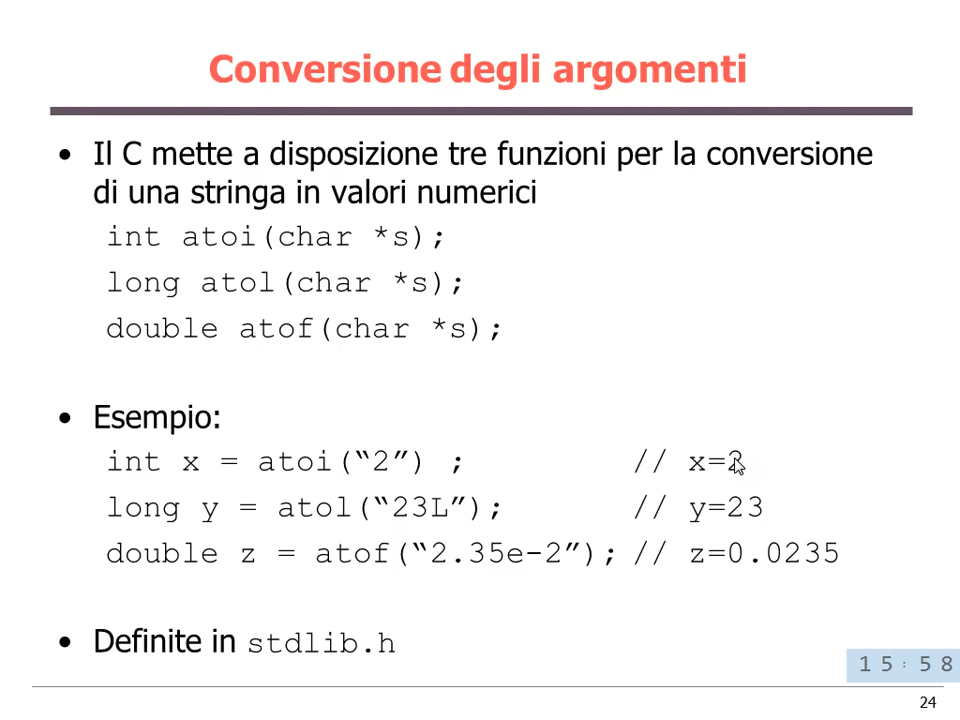 Conversione degli argomenti
• Il C mette a disposizione tre funzioni per la conversione
di una stringa in valori numerici
int atoi(char *s);
long atol(char *s);
double atof(char *s);
• Esempio:
int x = atoi(“2”) ; // x=2
long y = atol(“23L”); // y=23
double z = atof(“2.35e-2”); // z=0.0235
• Definite in stdlib.h
15:58
24